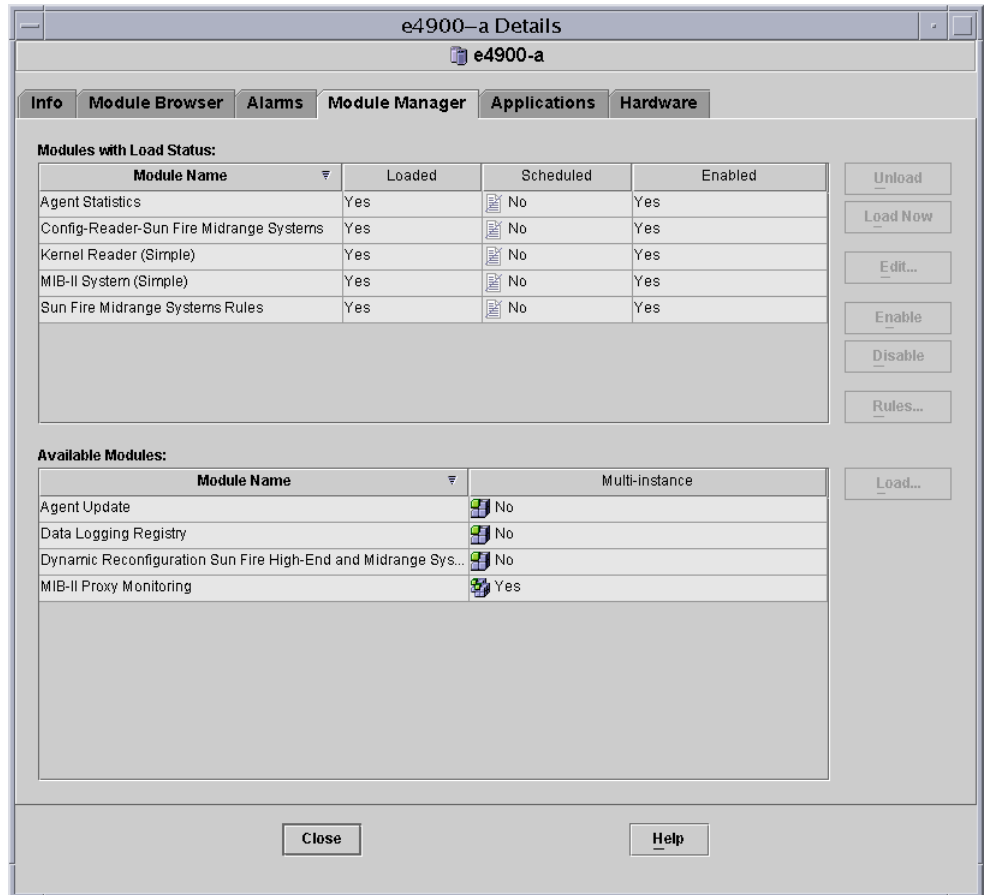 e4900–a Details
e4900-a
Info Module Browser Alarms Module Manager Applications Hardware
Modules with Load Status:
Module Name Loaded Scheduled Enabled
Agent Statistics Yes No Yes
Config-Reader-Sun Fire Midrange Systems Yes No Yes
Kernel Reader (Simple) Yes No Yes
MIB-II System (Simple) Yes No Yes
Sun Fire Midrange Systems Rules Yes No Yes
Unload
Load Now
Edit...
Enable
Disable
Rules...
Available Modules:
Module Name Multi-instance
Agent Update No
Data Logging Registry No
Dynamic Reconfiguration Sun Fire High-End and Midrange Sys... No
MIB-II Proxy Monitoring Yes
Load...
Close Help